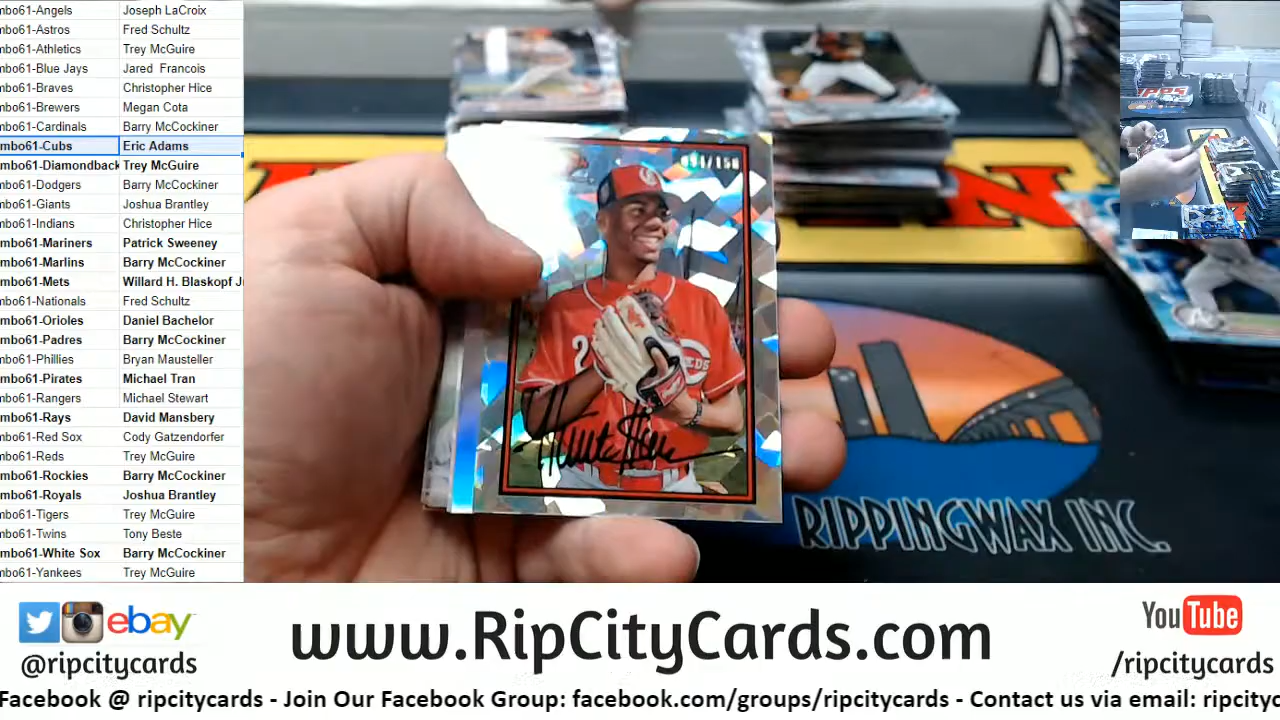 mbo61-Angels Joseph LaCroix
mbo61-Astros Fred Schultz
mbo61-Athletics Trey McGuire
mbo61-Blue Jays Jared Francois
mbo61-Braves Christopher Hice
mbo61-Brewers Megan Cota
mbo61-Cardinals Barry McCockiner
mbo61-Cubs Eric Adams
mbo61-Diamondback Trey McGuire
mbo61-Dodgers Barry McCockiner
mbo61-Giants Joshua Brantley
mbo61-Indians Christopher Hice
mbo61-Mariners Patrick Sweeney
mbo61-Marlins Barry McCockiner
mbo61-Mets Willard H. Blaskopf J
mbo61-Nationals Fred Schultz
mbo61-Orioles Daniel Bachelor
mbo61-Padres Barry McCockiner
mbo61-Phillies Bryan Mausteller
mbo61-Pirates Michael Tran
mbo61-Rangers Michael Stewart
mbo61-Rays David Mansbery
mbo61-Red Sox Cody Gatzendorfer
mbo61-Reds Trey McGuire
mbo61-Rockies Barry McCockiner
mbo61-Royals Joshua Brantley
mbo61-Tigers Trey McGuire
mbo61-Twins Tony Beste
mbo61-White Sox Barry McCockiner
mbo61-Yankees Trey McGuire
REDS
2
N
RIPPINGWAX INC.
ebay
@ripcitycards
www.RipCityCards.com
YouTube
/ripcitycards
Facebook @ ripcitycards - Join Our Facebook Group: facebook.com/groups/ripcitycards - Contact us via email: ripcityc